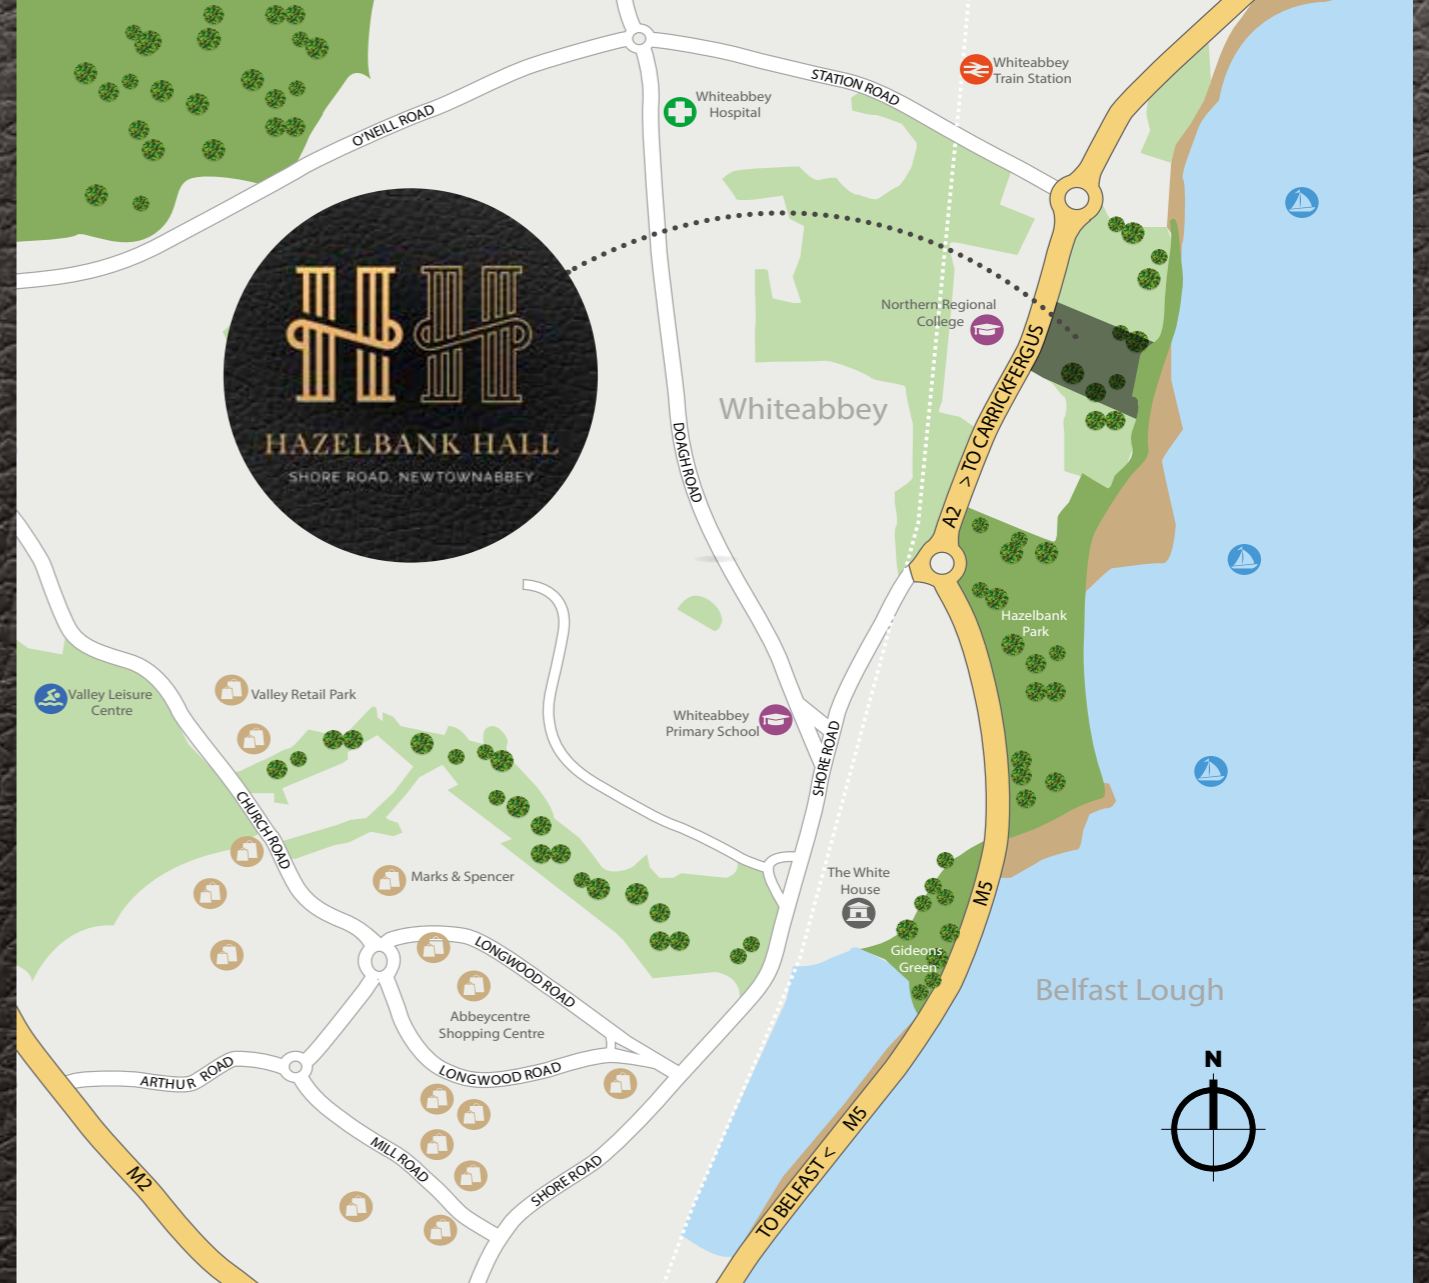 Whiteabbey
Train Station
STATION ROAD
Whiteabbey
Hospital
O'NEILL ROAD
HH
HAZELBANK HALL
SHORE ROAD, NEWTOWNABBEY
Northern Regional
College
Whiteabbey
DOAGH ROAD
A2 > TO CARRICKFERGUS
Hazelbank
Park
Valley Leisure
Centre
Valley Retail Park
Whiteabbey
Primary School
SHORE ROAD
CHURCH ROAD
Marks & Spencer
The White
House
M5
Gideons
Green
LONGWOOD ROAD
Belfast Lough
Abbeycentre
Shopping Centre
N
LONGWOOD ROAD
ARTHUR ROAD
MILL ROAD
SHORE ROAD
M2
TO BELFAST < M5